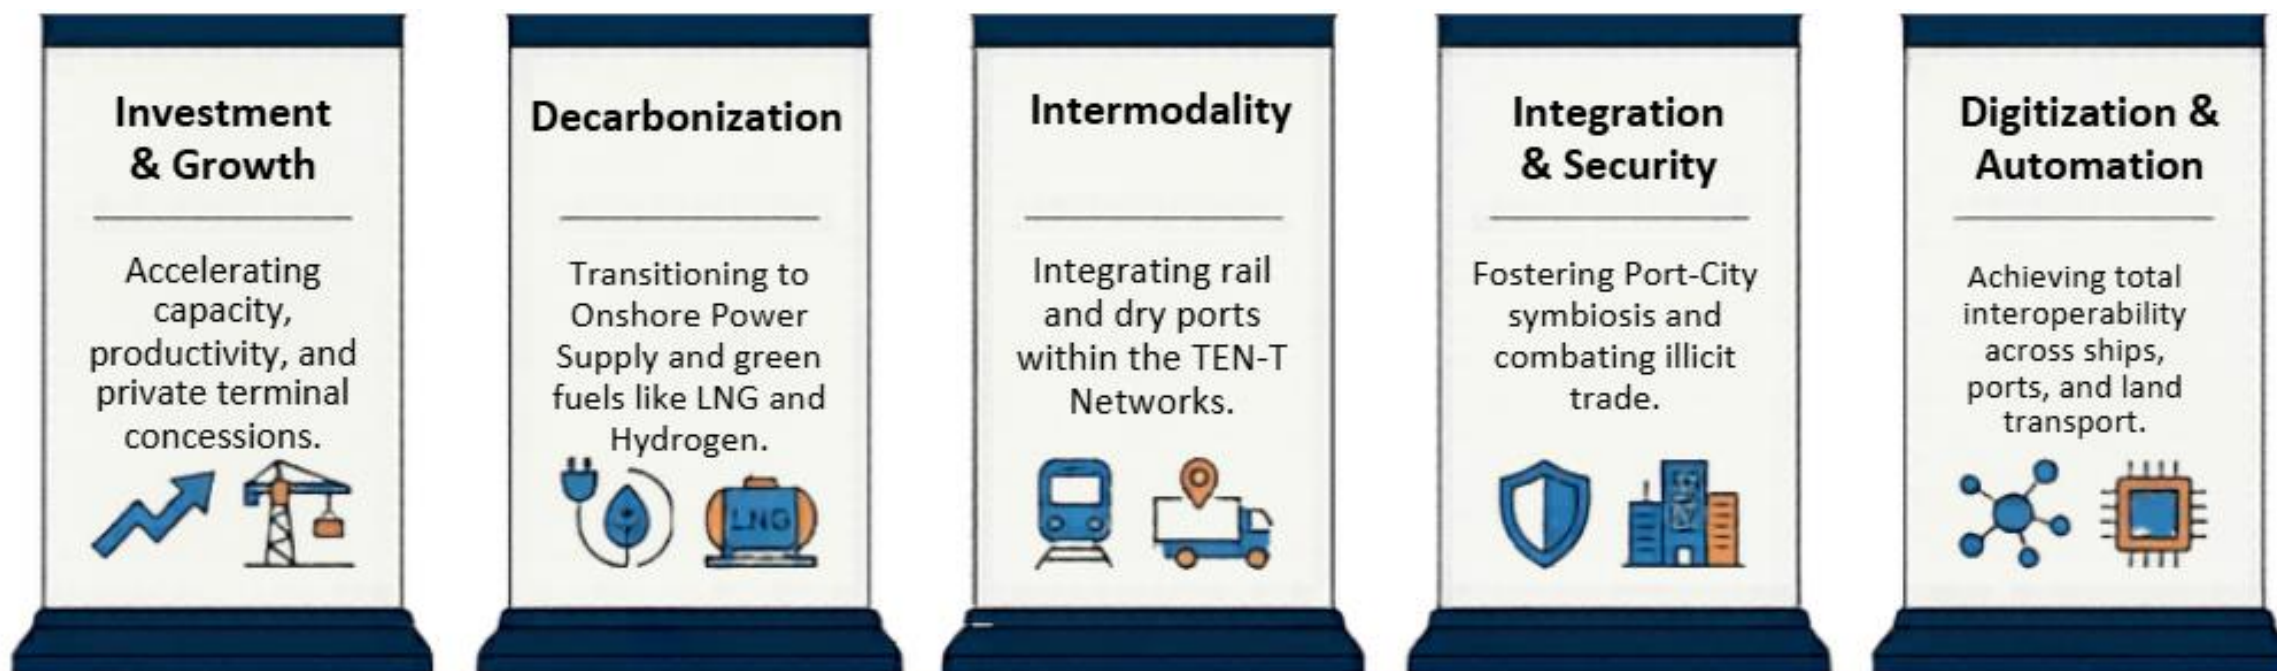 Investment
& Growth
Accelerating
capacity,
productivity, and
private terminal
concessions.
Decarbonization
Transitioning to
Onshore Power
Supply and green
fuels like LNG and
Hydrogen.
LNG
Intermodality
Integrating rail
and dry ports
within the TEN-T
Networks.
Integration
& Security
Fostering Port-City
symbiosis and
combating illicit
trade.
Digitization &
Automation
Achieving total
interoperability
across ships,
ports, and land
transport.